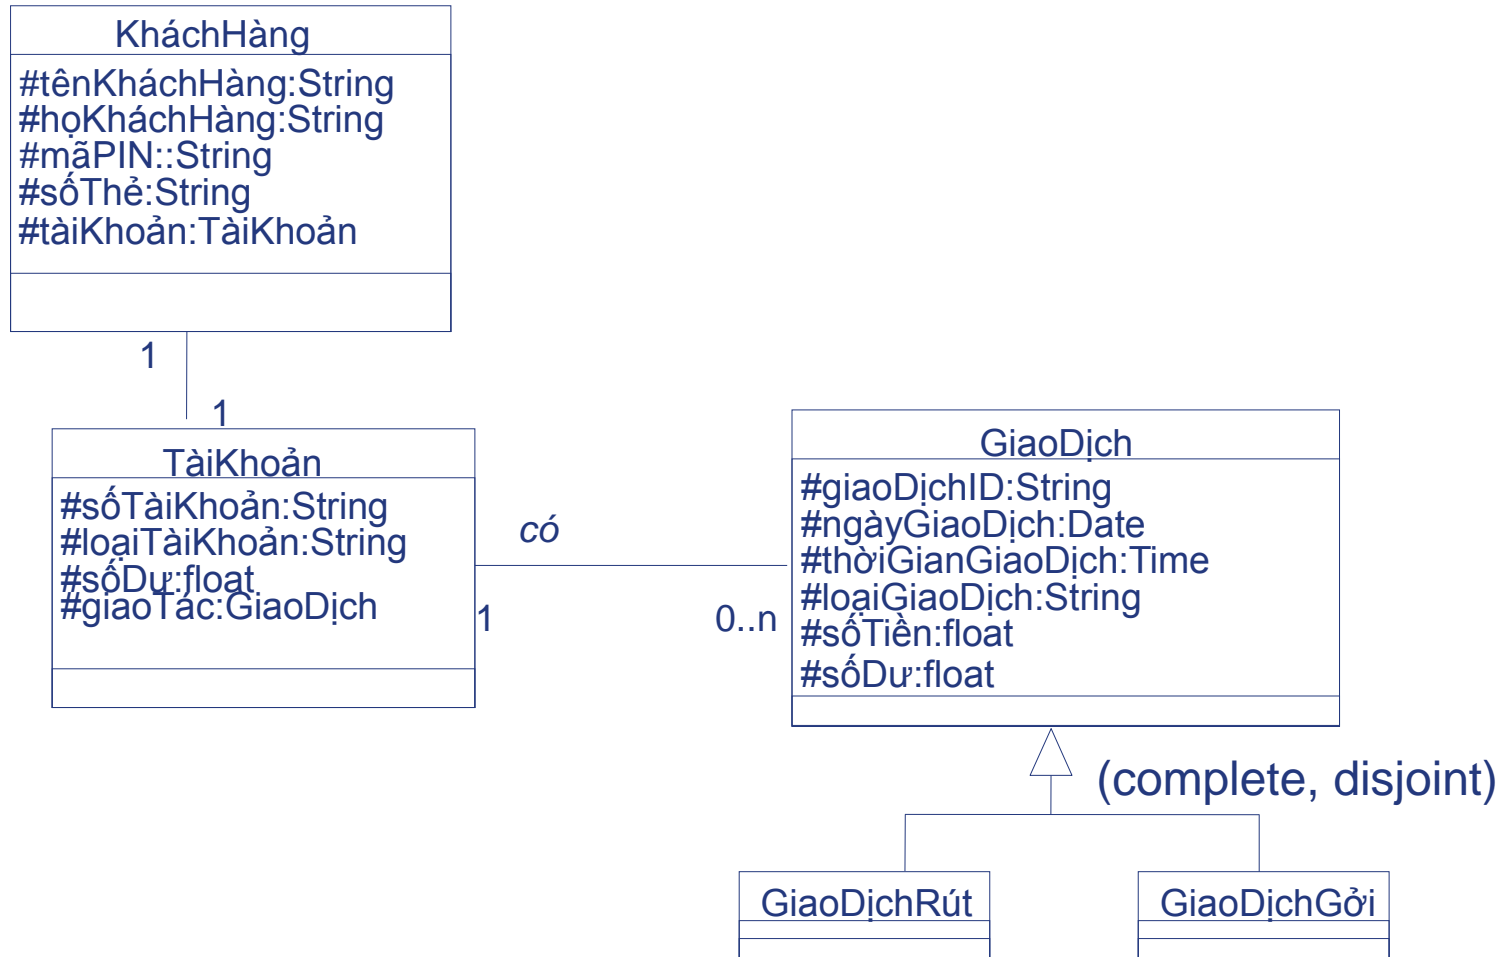 KháchHàng
#tênKháchHàng:String
#họKháchHàng:String
#mãPIN::String
#sốThẻ:String
#tàiKhoản:TàiKhoản
1
1
TàiKhoản
#sốTàiKhoản:String
#loạiTàiKhoản:String
#sốDư:float
#giaoTác:GiaoDịch
có
1
0..n
GiaoDịch
#giaoDịchID:String
#ngàyGiaoDịch:Date
#thờiGianGiaoDịch:Time
#loạiGiaoDịch:String
#sốTiền:float
#sốDư:float
(complete, disjoint)
GiaoDịchRút
GiaoDịchGởi